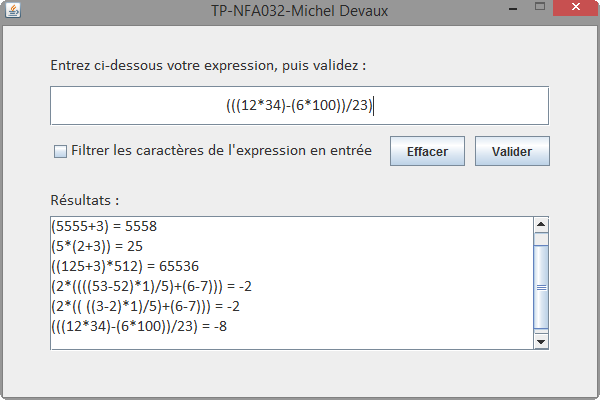 TP-NFA032-Michel Devaux
Entrez ci-dessous votre expression, puis validez :
(((12*34)-(6*100))/23)
Filtrer les caractères de l'expression en entrée
Effacer
Valider
Résultats :
(5555+3) = 5558
(5*(2+3)) = 25
((125+3)*512) = 65536
(2*((((53-52)*1)/5)+(6-7))) = -2
(2*(( ((3-2)*1)/5)+(6-7))) = -2
(((12*34)-(6*100))/23) = -8